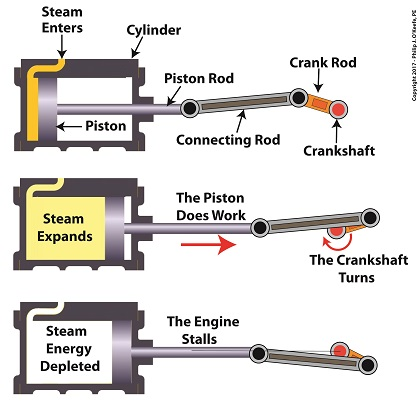 Steam
Enters
Cylinder
Piston Rod
Crank Rod
Piston
Connecting Rod
Crankshaft
Copyright 2017 - Philip J. O'Keefe, PE
Steam
Expands
The Piston
Does Work
The Crankshaft
Turns
Steam
Energy
Depleted
The Engine
Stalls